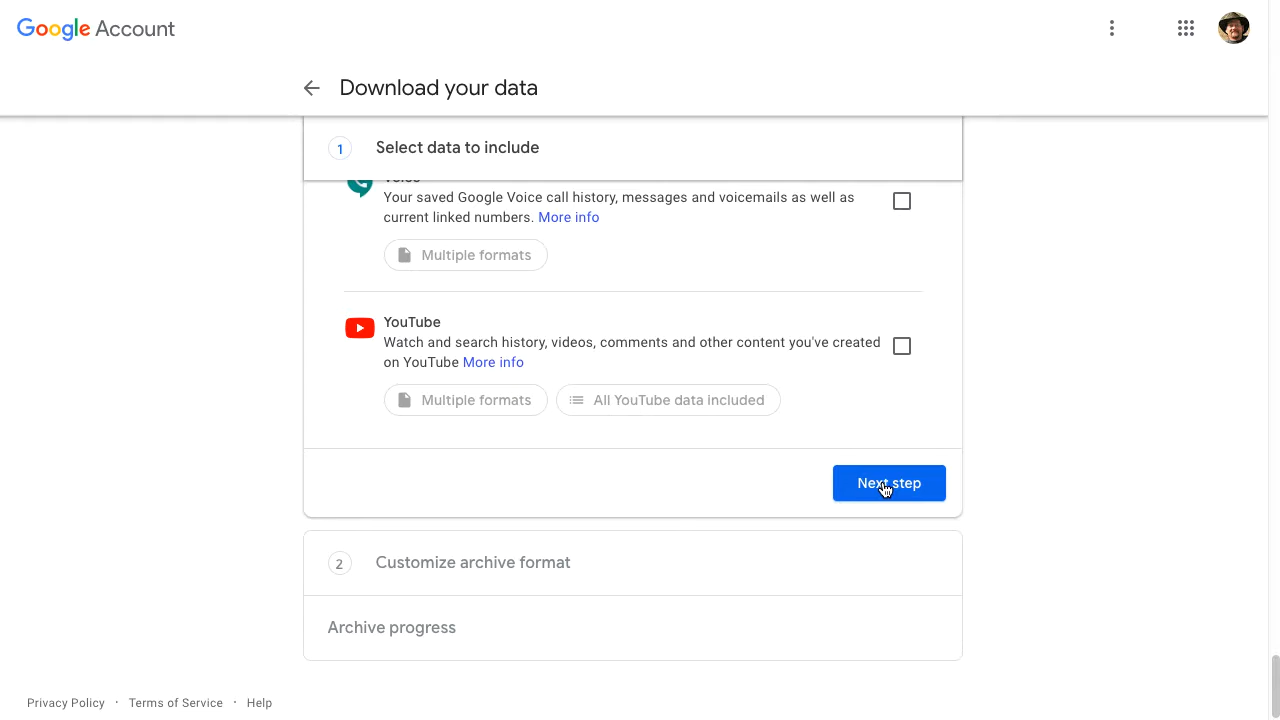 Google Account
Download your data
1 Select data to include
Voice
Your saved Google Voice call history, messages and voicemails as well as
current linked numbers. More info
Multiple formats
YouTube
Watch and search history, videos, comments and other content you've created
on YouTube More info
Multiple formats All YouTube data included
Next step
2 Customize archive format
Archive progress
Privacy Policy · Terms of Service · Help